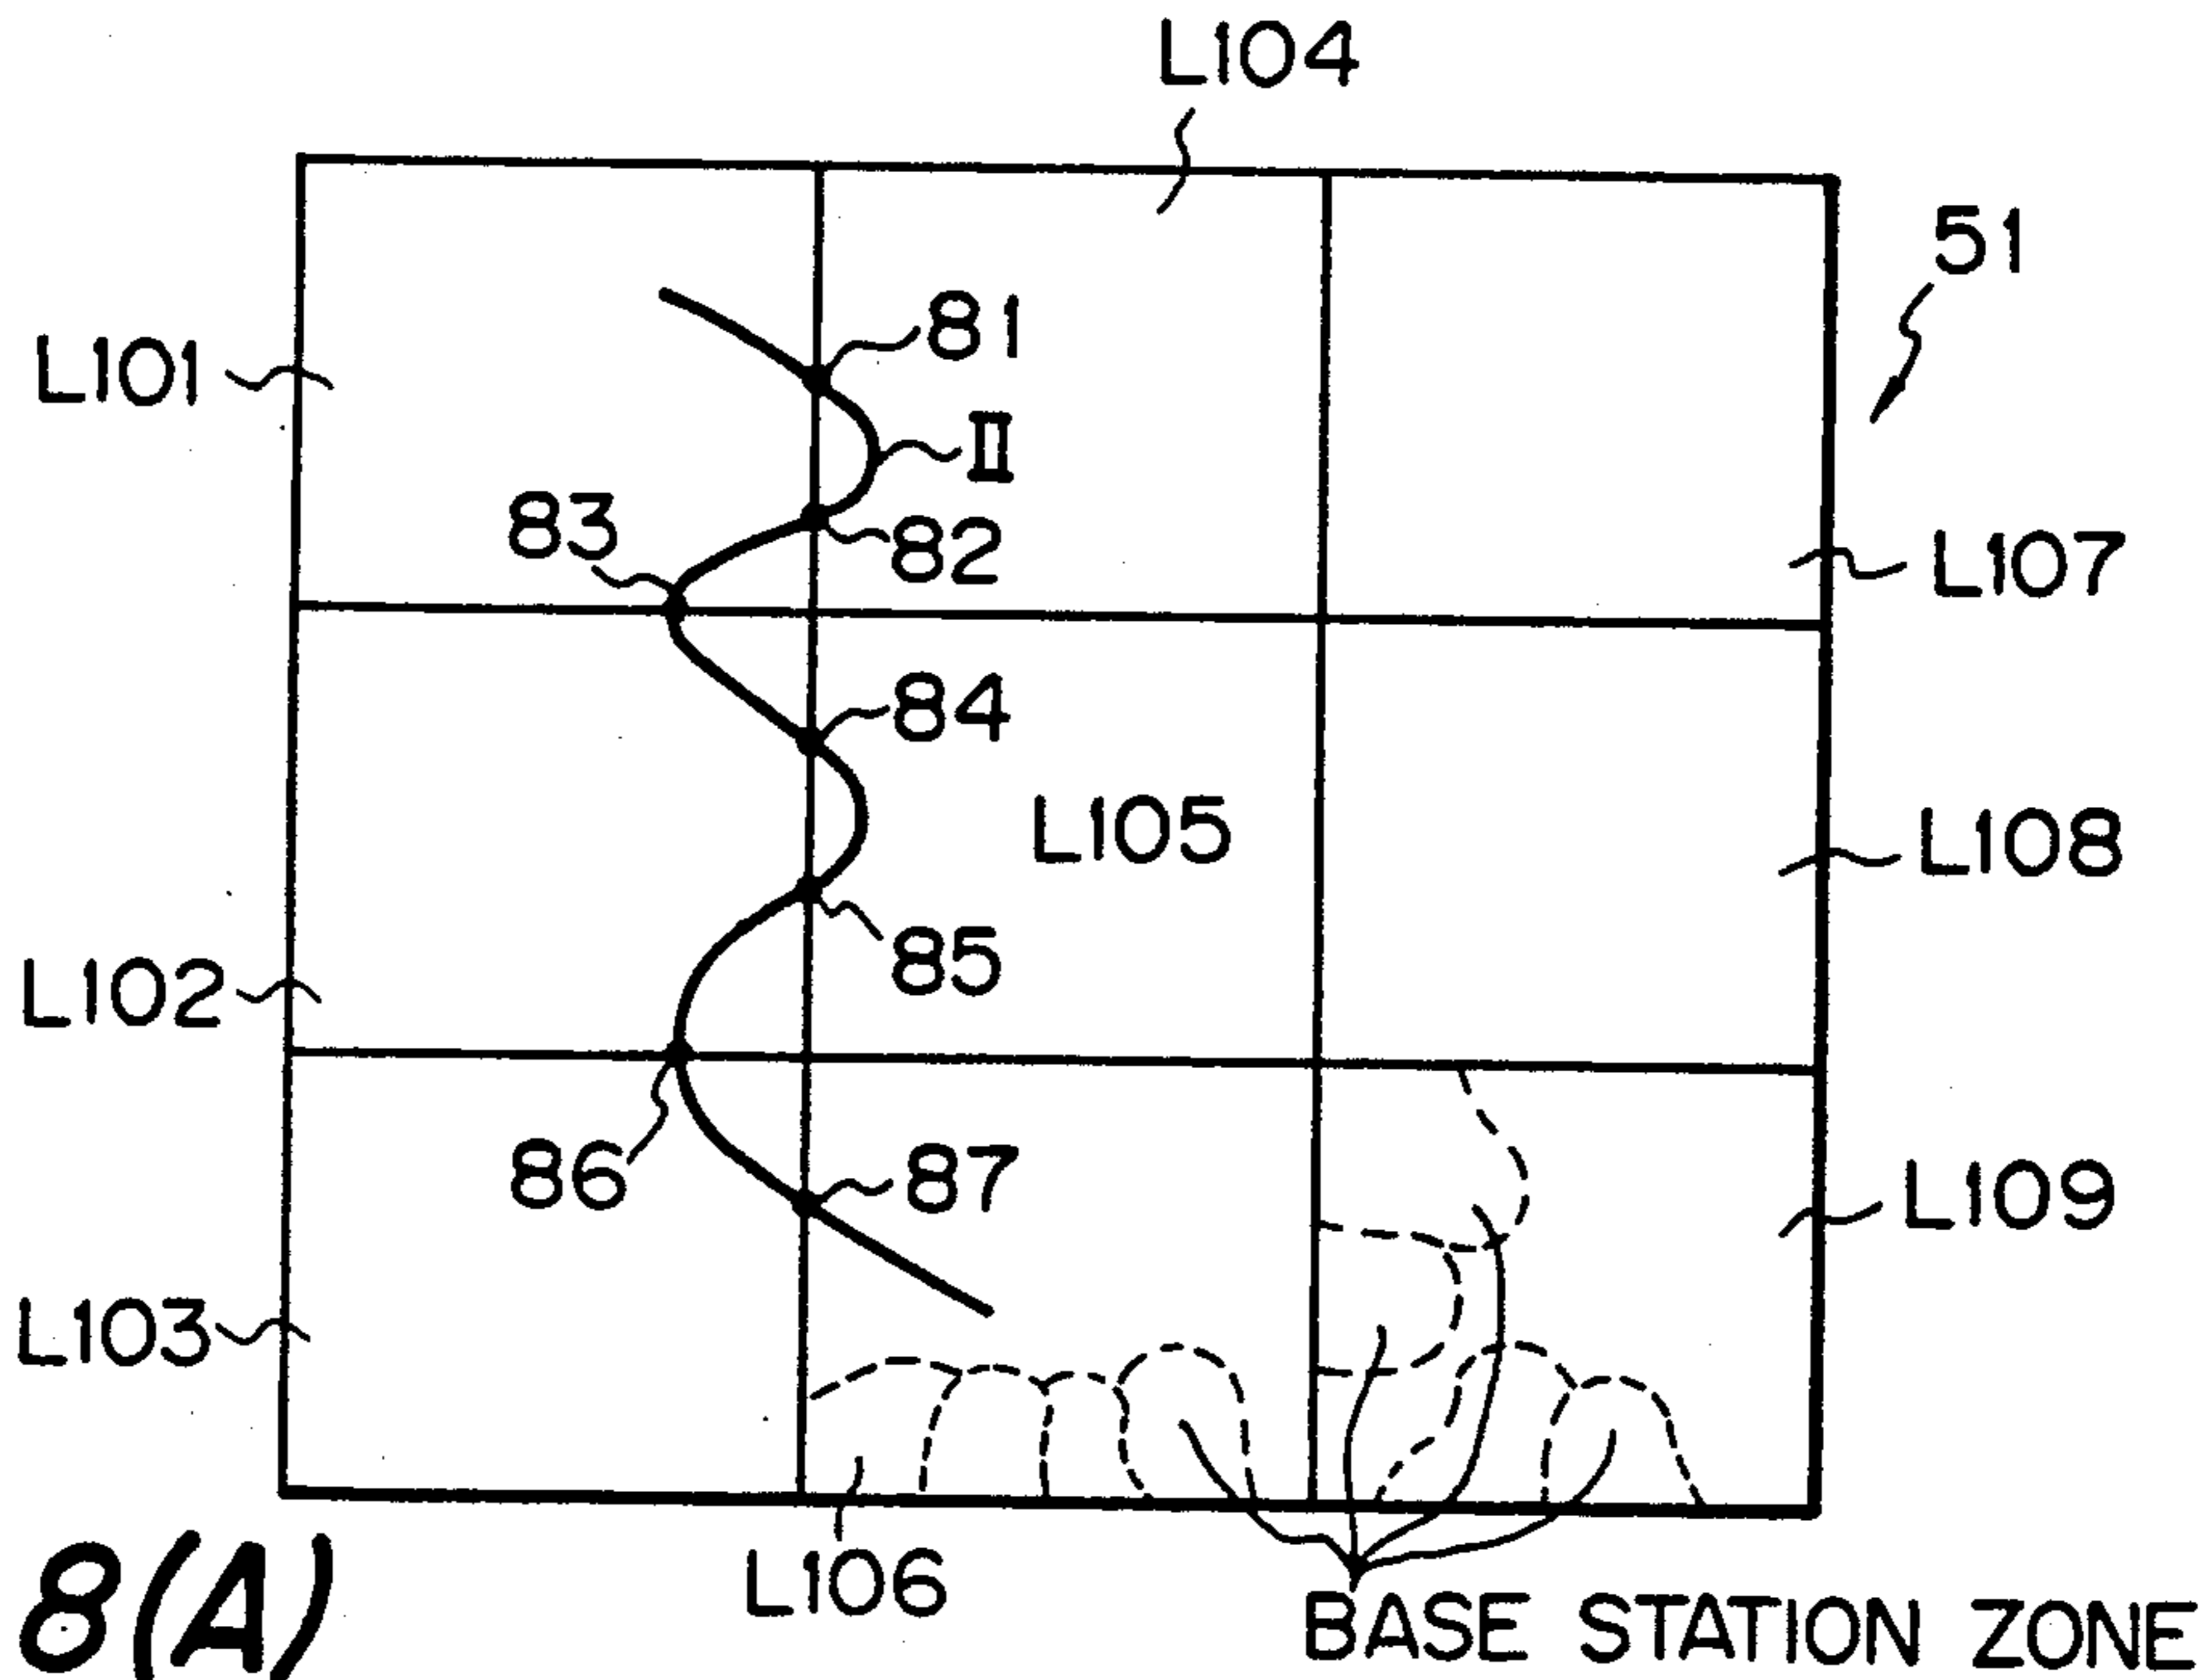 L104
51
81
L101
II
83
82
L107
84
L105
L108
85
L102
86
87
L109
L103
L106
BASE STATION ZONE
8(A)